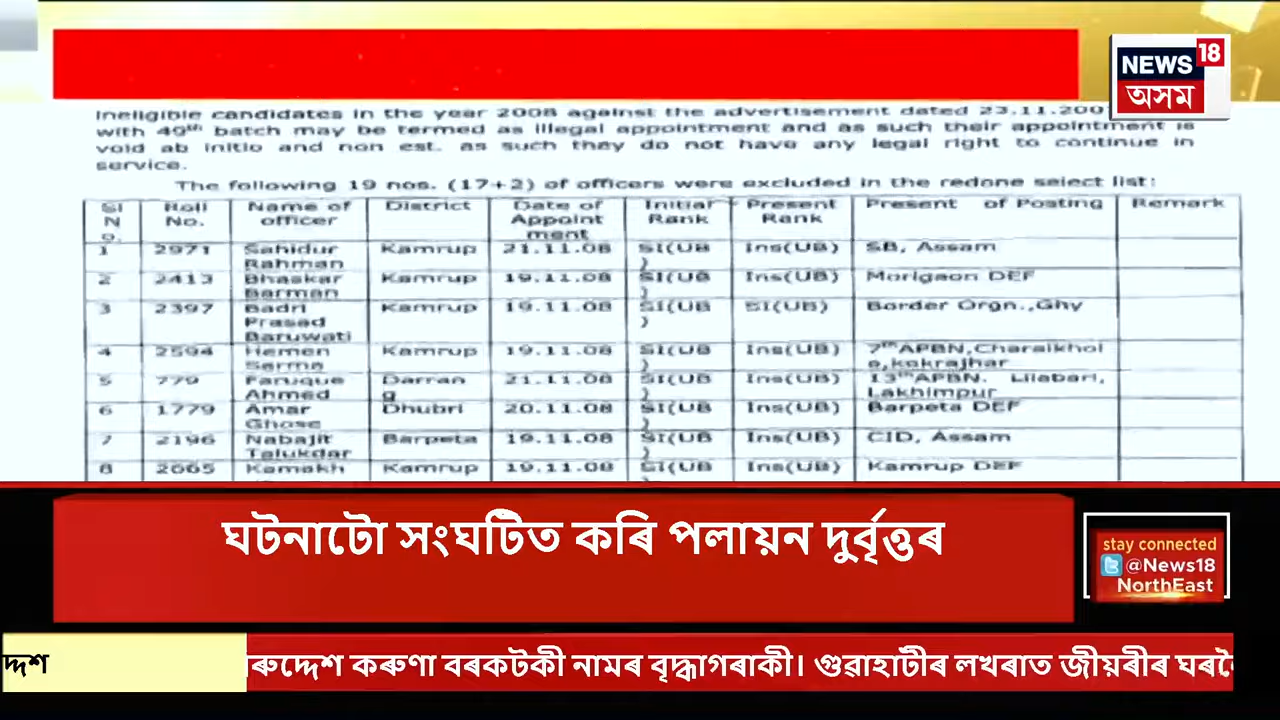 NEWS 18
অসম
Ineligible candidates in the year 2008 against the advertisement dated 23.11.200
with 49th batch may be termed as illegal appointment and as such their appointment is
void ab initio and non est. as such they do not have any legal right to continue in
service.
The following 19 nos. (17+2) of officers were excluded in the redone select list:
Sl No. Roll No. Name of officer District Date of Appointment Initial Rank Present Rank Present of Posting Remark
1 2971 Sahidur Rahman Kamrup 21.11.08 SI(UB) Ins(UB) SB, Assam
2 2413 Bhaskar Barman Kamrup 19.11.08 SI(UB) Ins(UB) Morigaon DEF
3 2397 Badri Prasad Baruwati Kamrup 19.11.08 SI(UB) SI(UB) Border Orgn.,Ghy
4 2594 Hemen Sarma Kamrup 19.11.08 SI(UB) Ins(UB) 7thAPBN,Charaikhola,kokrajhar
5 779 Faruque Ahmed Darrang 21.11.08 SI(UB) Ins(UB) 13thAPBN. Lilabari, Lakhimpur
6 1779 Amar Ghose Dhubri 20.11.08 SI(UB) Ins(UB) Barpeta DEF
7 2196 Nabajit Talukdar Barpeta 19.11.08 SI(UB) Ins(UB) CID, Assam
8 2065 Kamakh Kamrup 19.11.08 SI(UB Ins(UB) Kamrup DEF
ঘটনাটো সংঘটিত কৰি পলায়ন দুৰ্বৃত্তৰ
stay connected
@News18
NorthEast
দ্দেশ ৰুদ্দেশ কৰুণা বৰকটকী নামৰ বৃদ্ধাগৰাকী। গুৱাহাটীৰ লখৰাত জীয়ৰীৰ ঘৰলৈ